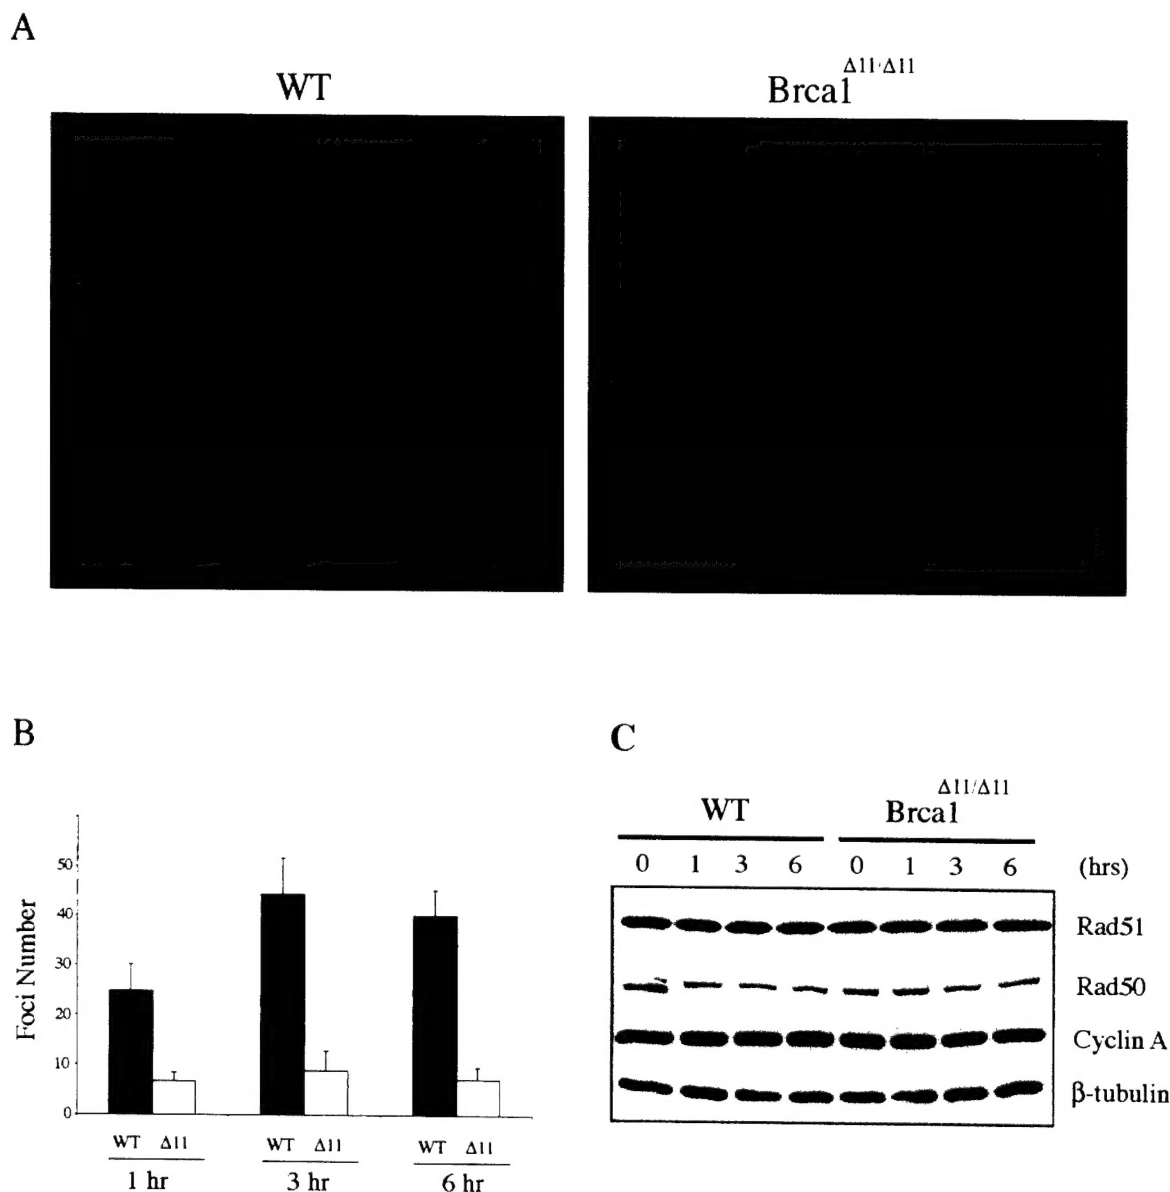 A
WT
Brca1 Δ11/Δ11
B
Foci Number
50
40
30
20
10
0
WT Δ11 WT Δ11 WT Δ11
1 hr 3 hr 6 hr
C
WT Brca1 Δ11/Δ11
0 1 3 6 0 1 3 6 (hrs)
Rad51
Rad50
Cyclin A
β-tubulin